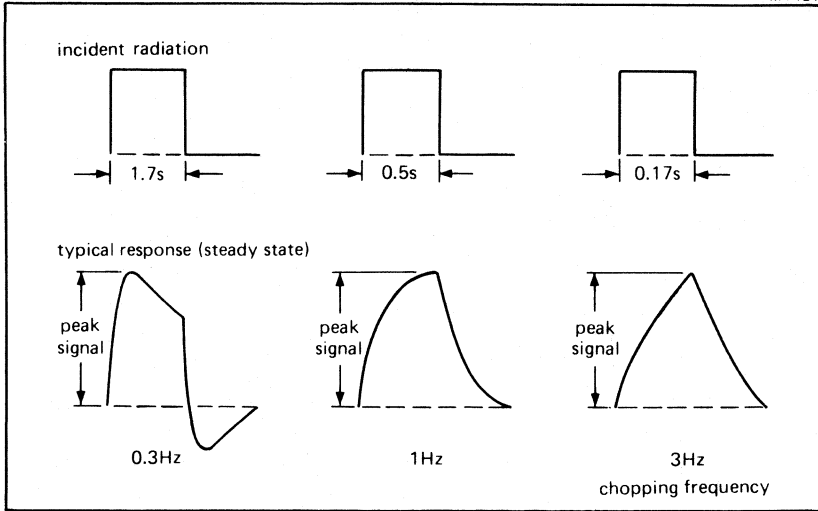 incident radiation
1.7s
0.5s
0.17s
typical response (steady state)
peak
signal
peak
signal
peak
signal
0.3Hz
1Hz
3Hz
chopping frequency